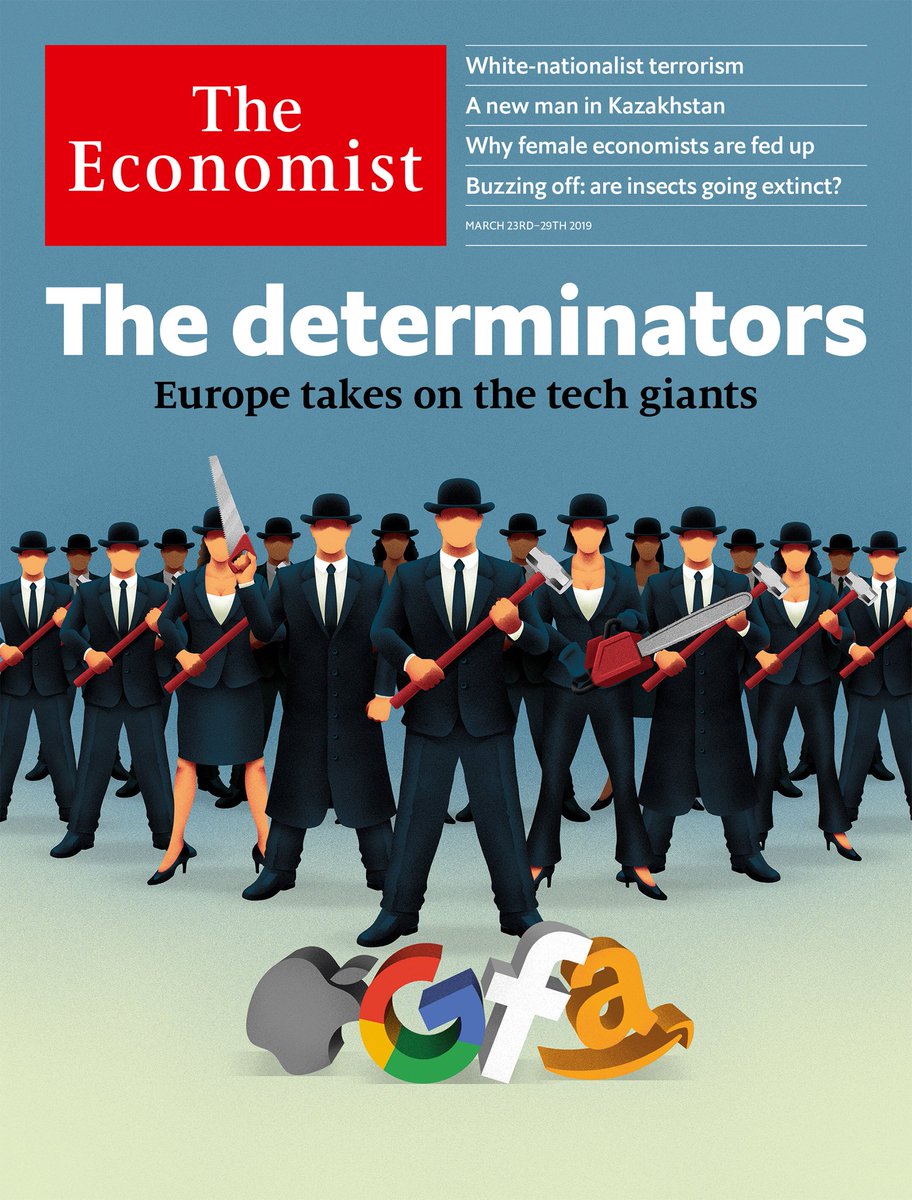 The
Economist
White-nationalist terrorism
A new man in Kazakhstan
Why female economists are fed up
Buzzing off: are insects going extinct?
MARCH 23RD–29TH 2019
The determinators
Europe takes on the tech giants
G f a